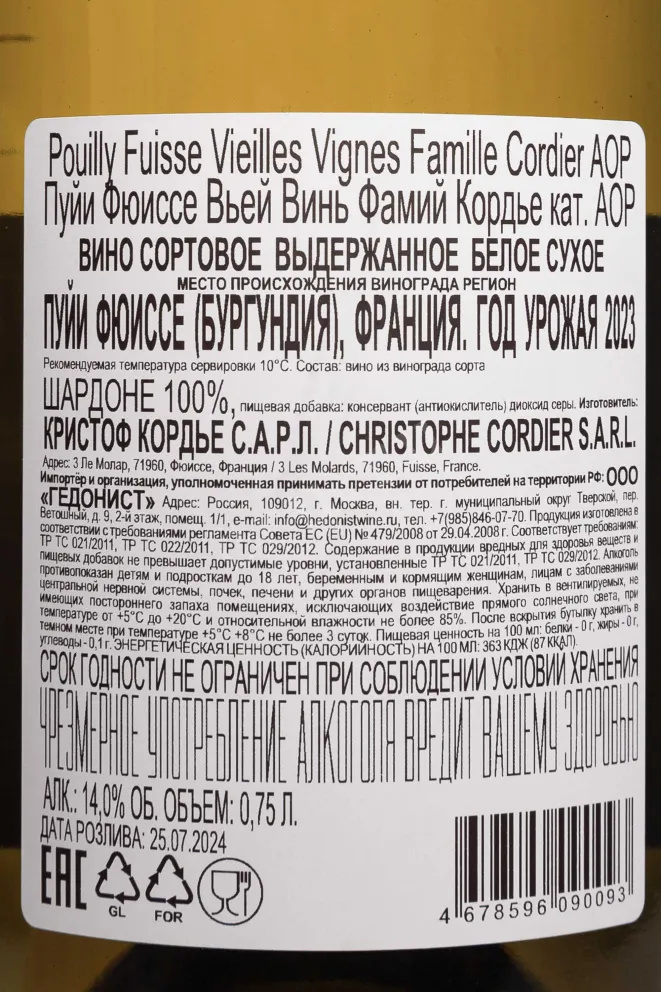 Pouilly Fuisse Vieilles Vignes Famille Cordier AOP
Пуйи Фюиссе Вьей Винь Фамий Кордье кат. АОР
ВИНО СОРТОВОЕ ВЫДЕРЖАННОЕ БЕЛОЕ СУХОЕ
МЕСТО ПРОИСХОЖДЕНИЯ ВИНОГРАДА РЕГИОН
ПУЙИ ФЮИССЕ (БУРГУНДИЯ), ФРАНЦИЯ. ГОД УРОЖАЯ 2023
Рекомендуемая температура сервировки 10°С. Состав: вино из винограда сорта
ШАРДОНЕ 100%, пищевая добавка: консервант (антиокислитель) диоксид серы. Изготовитель:
КРИСТОФ КОРДЬЕ С.А.Р.Л. / CHRISTOPHE CORDIER S.A.R.L.
Адрес: 3 Ле Молар, 71960, Фюиссе, Франция / 3 Les Molards, 71960, Fuisse, France.
Импортёр и организация, уполномоченная принимать претензии от потребителей на территории РФ: ООО
«ГЕДОНИСТ» Адрес: Россия, 109012, г. Москва, вн. тер. г. муниципальный округ Тверской, пер.
Ветошный, д. 9, 2-й этаж, помещ. 1/1, e-mail: info@hedonistwine.ru, тел. +7(985)846-07-70. Продукция изготовлена в
соответствии с требованиями регламента Совета ЕС (EU) № 479/2008 от 29.04.2008 г. Соответствует требованиям:
ТР ТС 021/2011, ТР ТС 022/2011, ТР ТС 029/2012. Содержание в продукции вредных для здоровья веществ и
пищевых добавок не превышает допустимые уровни, установленные ТР ТС 021/2011, ТР ТС 029/2012. Алкоголь
противопоказан детям и подросткам до 18 лет, беременным и кормящим женщинам, лицам с заболеваниями
центральной нервной системы, почек, печени и других органов пищеварения. Хранить в вентилируемых, не
имеющих постороннего запаха помещениях, исключающих воздействие прямого солнечного света, при
температуре от +5°С до +20°С и относительной влажности не более 85%. После вскрытия бутылку хранить в
темном месте при температуре +5°С +8°С не более 3 суток. Пищевая ценность на 100 мл: белки - 0 г, жиры - 0 г,
углеводы - 0,1 г. ЭНЕРГЕТИЧЕСКАЯ ЦЕННОСТЬ (КАЛОРИЙНОСТЬ) НА 100 МЛ: 363 КДЖ (87 ККАЛ).
СРОК ГОДНОСТИ НЕ ОГРАНИЧЕН ПРИ СОБЛЮДЕНИИ УСЛОВИЙ ХРАНЕНИЯ
ЧРЕЗМЕРНОЕ УПОТРЕБЛЕНИЕ АЛКОГОЛЯ ВРЕДИТ ВАШЕМУ ЗДОРОВЬЮ
АЛК.: 14,0% ОБ. ОБЪЕМ: 0,75 Л.
ДАТА РОЗЛИВА: 25.07.2024
EAC
GL
FOR
4 678596 090093